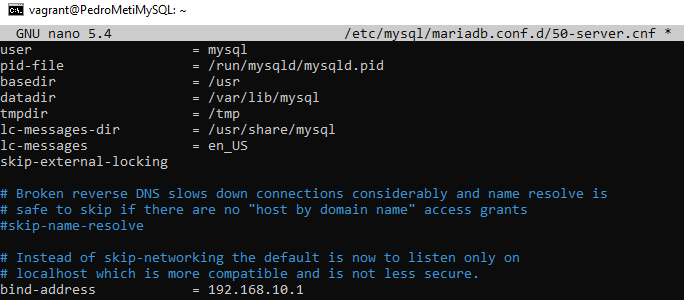 vagrant@PedroMetiMySQL: ~
GNU nano 5.4 /etc/mysql/mariadb.conf.d/50-server.cnf *
user = mysql
pid-file = /run/mysqld/mysqld.pid
basedir = /usr
datadir = /var/lib/mysql
tmpdir = /tmp
lc-messages-dir = /usr/share/mysql
lc-messages = en_US
skip-external-locking
# Broken reverse DNS slows down connections considerably and name resolve is
# safe to skip if there are no "host by domain name" access grants
#skip-name-resolve
# Instead of skip-networking the default is now to listen only on
# localhost which is more compatible and is not less secure.
bind-address = 192.168.10.1